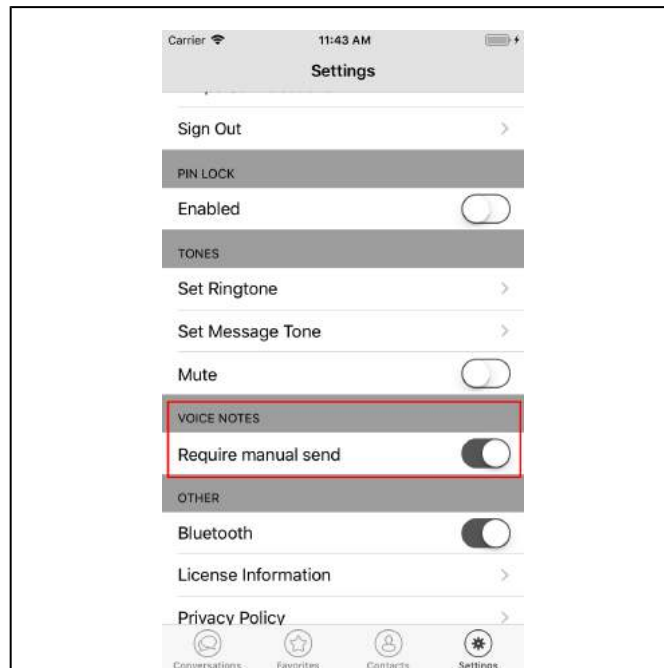 Carrier 11:43 AM
Settings
Sign Out
PIN LOCK
Enabled
TONES
Set Ringtone
Set Message Tone
Mute
VOICE NOTES
Require manual send
OTHER
Bluetooth
License Information
Privacy Policy
Conversations Favorites Contacts Settings